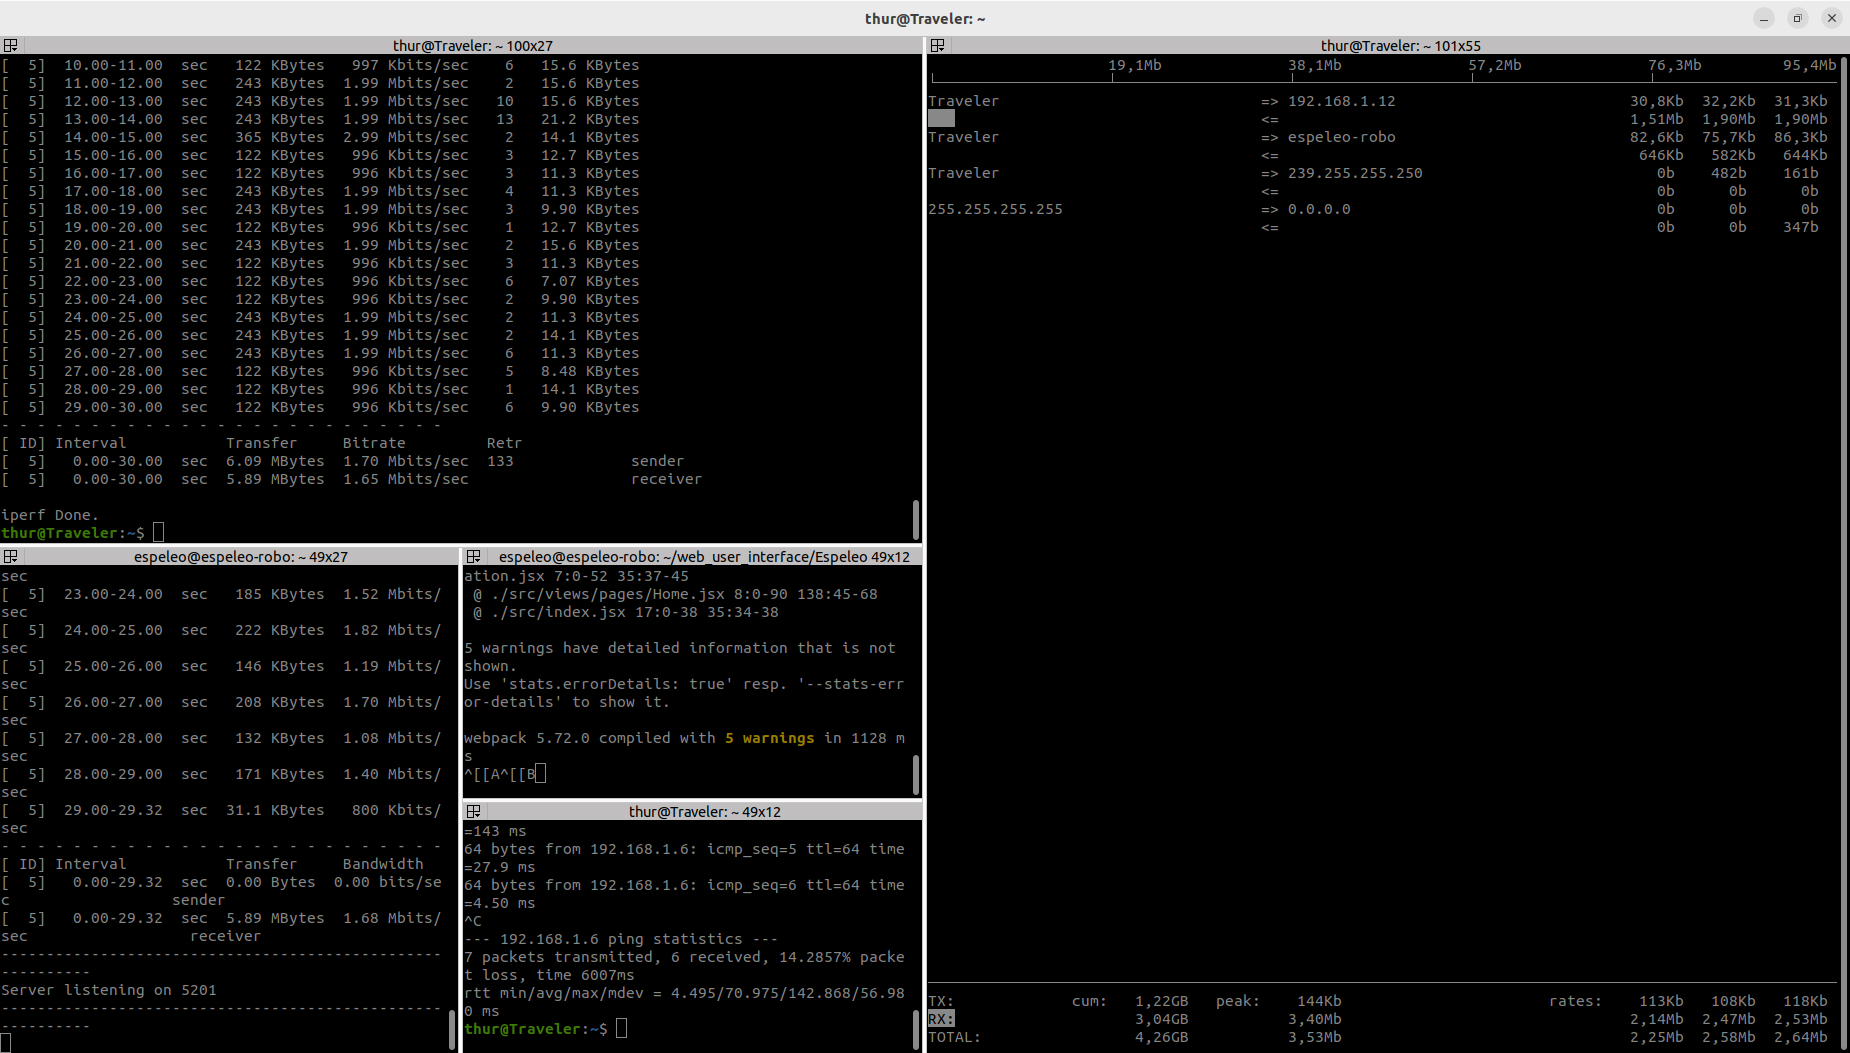 thur@Traveler: ~
thur@Traveler: ~ 100x27
[  5]  10.00-11.00  sec   122 KBytes   997 Kbits/sec    6   15.6 KBytes
[  5]  11.00-12.00  sec   243 KBytes  1.99 Mbits/sec    2   15.6 KBytes
[  5]  12.00-13.00  sec   243 KBytes  1.99 Mbits/sec   10   15.6 KBytes
[  5]  13.00-14.00  sec   243 KBytes  1.99 Mbits/sec   13   21.2 KBytes
[  5]  14.00-15.00  sec   365 KBytes  2.99 Mbits/sec    2   14.1 KBytes
[  5]  15.00-16.00  sec   122 KBytes   996 Kbits/sec    3   12.7 KBytes
[  5]  16.00-17.00  sec   122 KBytes   996 Kbits/sec    3   11.3 KBytes
[  5]  17.00-18.00  sec   243 KBytes  1.99 Mbits/sec    4   11.3 KBytes
[  5]  18.00-19.00  sec   243 KBytes  1.99 Mbits/sec    3   9.90 KBytes
[  5]  19.00-20.00  sec   122 KBytes   996 Kbits/sec    1   12.7 KBytes
[  5]  20.00-21.00  sec   243 KBytes  1.99 Mbits/sec    2   15.6 KBytes
[  5]  21.00-22.00  sec   122 KBytes   996 Kbits/sec    3   11.3 KBytes
[  5]  22.00-23.00  sec   122 KBytes   996 Kbits/sec    6   7.07 KBytes
[  5]  23.00-24.00  sec   122 KBytes   996 Kbits/sec    2   9.90 KBytes
[  5]  24.00-25.00  sec   243 KBytes  1.99 Mbits/sec    2   11.3 KBytes
[  5]  25.00-26.00  sec   243 KBytes  1.99 Mbits/sec    2   14.1 KBytes
[  5]  26.00-27.00  sec   243 KBytes  1.99 Mbits/sec    6   11.3 KBytes
[  5]  27.00-28.00  sec   122 KBytes   996 Kbits/sec    5   8.48 KBytes
[  5]  28.00-29.00  sec   122 KBytes   996 Kbits/sec    1   14.1 KBytes
[  5]  29.00-30.00  sec   122 KBytes   996 Kbits/sec    6   9.90 KBytes
- - - - - - - - - - - - - - - - - - - - - - - - -
[ ID] Interval           Transfer     Bitrate         Retr
[  5]   0.00-30.00  sec  6.09 MBytes  1.70 Mbits/sec  133             sender
[  5]   0.00-30.00  sec  5.89 MBytes  1.65 Mbits/sec                  receiver
iperf Done.
thur@Traveler:~$
espeleo@espeleo-robo: ~ 49x27
sec
[  5]  23.00-24.00  sec   185 KBytes  1.52 Mbits/
sec
[  5]  24.00-25.00  sec   222 KBytes  1.82 Mbits/
sec
[  5]  25.00-26.00  sec   146 KBytes  1.19 Mbits/
sec
[  5]  26.00-27.00  sec   208 KBytes  1.70 Mbits/
sec
[  5]  27.00-28.00  sec   132 KBytes  1.08 Mbits/
sec
[  5]  28.00-29.00  sec   171 KBytes  1.40 Mbits/
sec
[  5]  29.00-29.32  sec  31.1 KBytes   800 Kbits/
sec
- - - - - - - - - - - - - - - - - - - - - - - - -
[ ID] Interval           Transfer     Bandwidth
[  5]   0.00-29.32  sec  0.00 Bytes  0.00 bits/se
c                  sender
[  5]   0.00-29.32  sec  5.89 MBytes  1.68 Mbits/
sec                  receiver
-------------------------------------------------
----------
Server listening on 5201
-------------------------------------------------
----------
espeleo@espeleo-robo: ~/web_user_interface/Espeleo 49x12
ation.jsx 7:0-52 35:37-45
@ ./src/views/pages/Home.jsx 8:0-90 138:45-68
@ ./src/index.jsx 17:0-38 35:34-38
5 warnings have detailed information that is not
shown.
Use 'stats.errorDetails: true' resp. '--stats-err
or-details' to show it.
webpack 5.72.0 compiled with 5 warnings in 1128 m
s
^[[A^[[B
thur@Traveler: ~ 49x12
=143 ms
64 bytes from 192.168.1.6: icmp_seq=5 ttl=64 time
=27.9 ms
64 bytes from 192.168.1.6: icmp_seq=6 ttl=64 time
=4.50 ms
^C
--- 192.168.1.6 ping statistics ---
7 packets transmitted, 6 received, 14.2857% packe
t loss, time 6007ms
rtt min/avg/max/mdev = 4.495/70.975/142.868/56.98
0 ms
thur@Traveler:~$
thur@Traveler: ~ 101x55
19,1Mb 38,1Mb 57,2Mb 76,3Mb 95,4Mb
Traveler => 192.168.1.12 30,8Kb 32,2Kb 31,3Kb
<= 1,51Mb 1,90Mb 1,90Mb
Traveler => espeleo-robo 82,6Kb 75,7Kb 86,3Kb
<= 646Kb 582Kb 644Kb
Traveler => 239.255.255.250 0b 482b 161b
<= 0b 0b 0b
255.255.255.255 => 0.0.0.0 0b 0b 0b
<= 0b 0b 347b
TX: cum: 1,22GB peak: 144Kb rates: 113Kb 108Kb 118Kb
RX: 3,04GB 3,40Mb 2,14Mb 2,47Mb 2,53Mb
TOTAL: 4,26GB 3,53Mb 2,25Mb 2,58Mb 2,64Mb